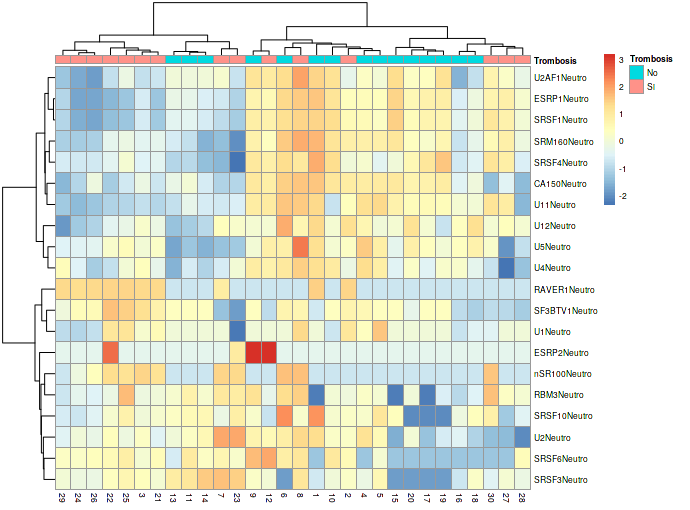 Trombosis
U2AF1Neutro
ESRP1Neutro
SRSF1Neutro
SRM160Neutro
SRSF4Neutro
CA150Neutro
U11Neutro
U12Neutro
U5Neutro
U4Neutro
RAVER1Neutro
SF3BTV1Neutro
U1Neutro
ESRP2Neutro
nSR100Neutro
RBM3Neutro
SRSF10Neutro
U2Neutro
SRSF6Neutro
SRSF3Neutro
29 24 26 22 25 3 21 13 11 14 7 23 9 12 6 8 1 10 2 4 5 15 20 17 19 16 18 30 27 28
3
2
1
0
-1
-2
Trombosis
No
SI